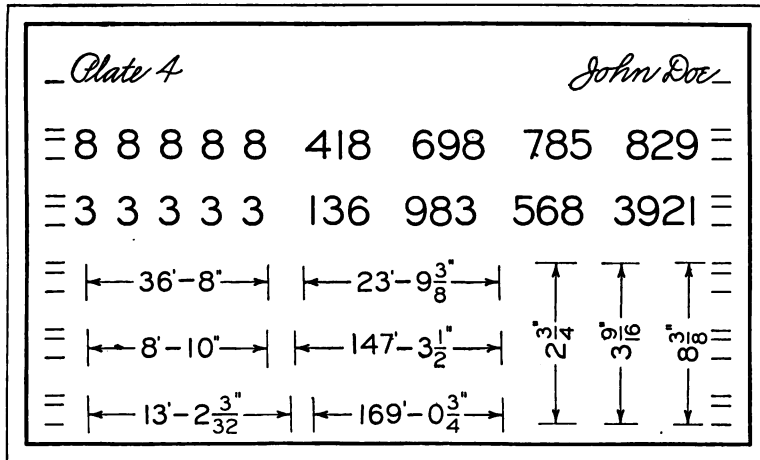 Plate 4 John Doe
8 8 8 8 8 418 698 785 829
3 3 3 3 3 136 983 568 3921
36'-8" 23'-9 3/8" 2 3/4" 3 9/16" 8 3/8"
8'-10" 147'-3 1/2"
13'-2 3/32" 169'-0 3/4"